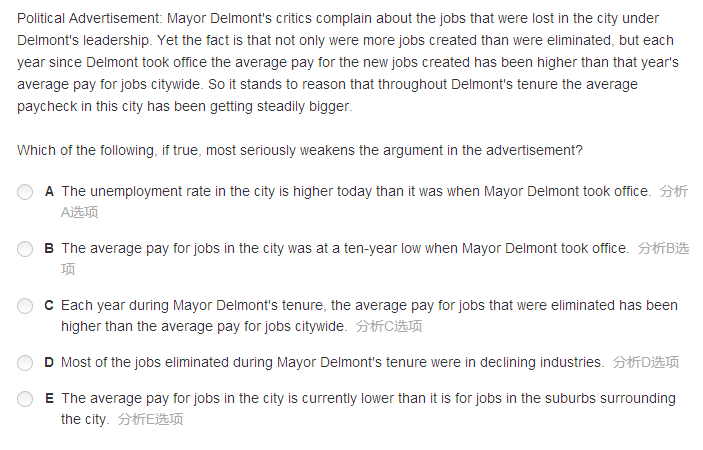 Political Advertisement: Mayor Delmont's critics complain about the jobs that were lost in the city under
Delmont's leadership. Yet the fact is that not only were more jobs created than were eliminated, but each
year since Delmont took office the average pay for the new jobs created has been higher than that year's
average pay for jobs citywide. So it stands to reason that throughout Delmont's tenure the average
paycheck in this city has been getting steadily bigger.
Which of the following, if true, most seriously weakens the argument in the advertisement?
A The unemployment rate in the city is higher today than it was when Mayor Delmont took office. 分析
A选项
B The average pay for jobs in the city was at a ten-year low when Mayor Delmont took office. 分析B选
项
C Each year during Mayor Delmont's tenure, the average pay for jobs that were eliminated has been
higher than the average pay for jobs citywide. 分析C选项
D Most of the jobs eliminated during Mayor Delmont's tenure were in declining industries. 分析D选项
E The average pay for jobs in the city is currently lower than it is for jobs in the suburbs surrounding
the city. 分析E选项